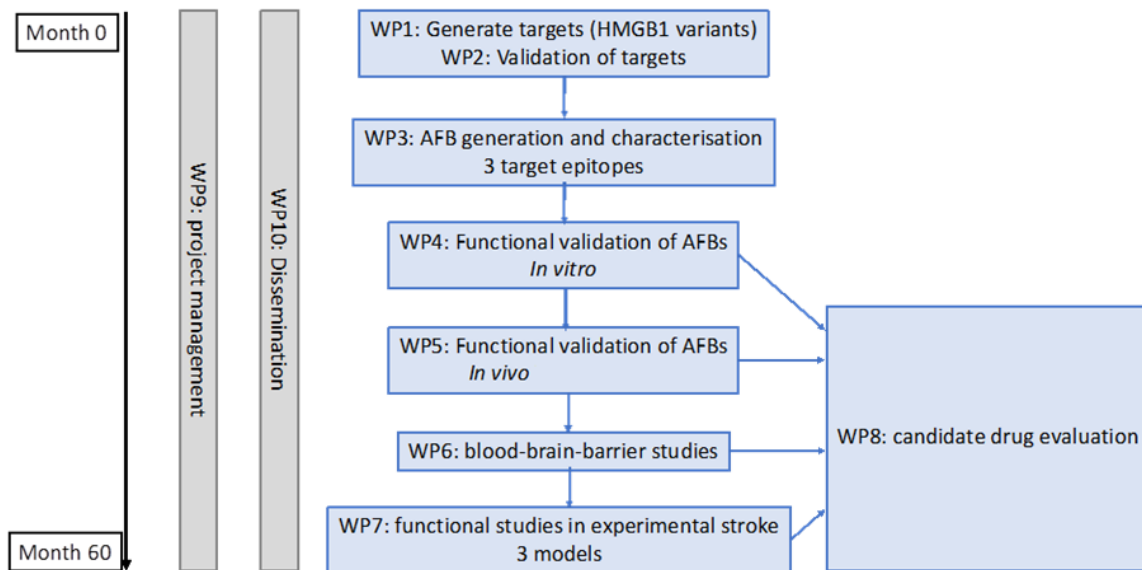 Month 0
WP1: Generate targets (HMGB1 variants)
WP2: Validation of targets
WP3: AFB generation and characterisation
3 target epitopes
WP9: project management
WP10: Dissemination
WP4: Functional validation of AFBs
In vitro
WP5: Functional validation of AFBs
In vivo
WP8: candidate drug evaluation
WP6: blood-brain-barrier studies
WP7: functional studies in experimental stroke
3 models
Month 60